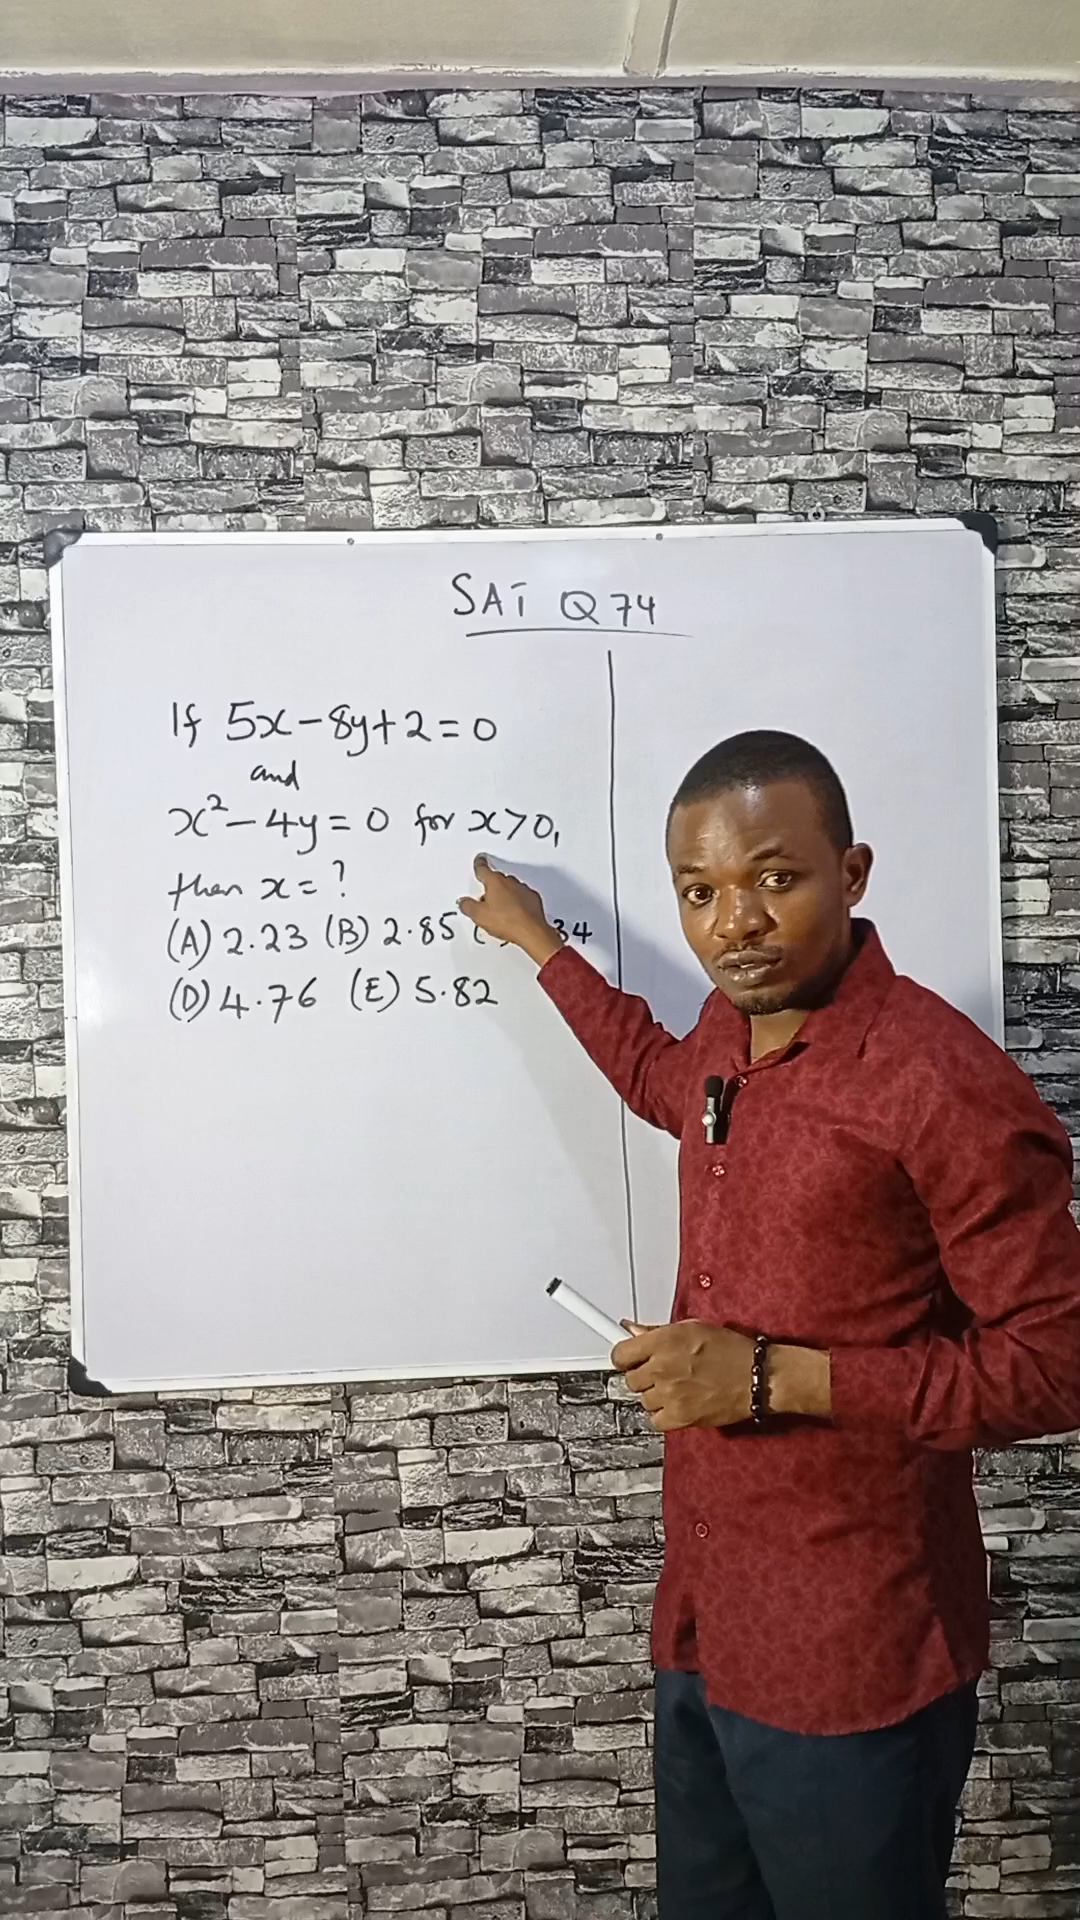 SAT Q74
If 5x-8y+2=0
and
x²-4y=0 for x>0,
then x=?
(A) 2.23 (B) 2.85 34
(D) 4.76 (E) 5.82